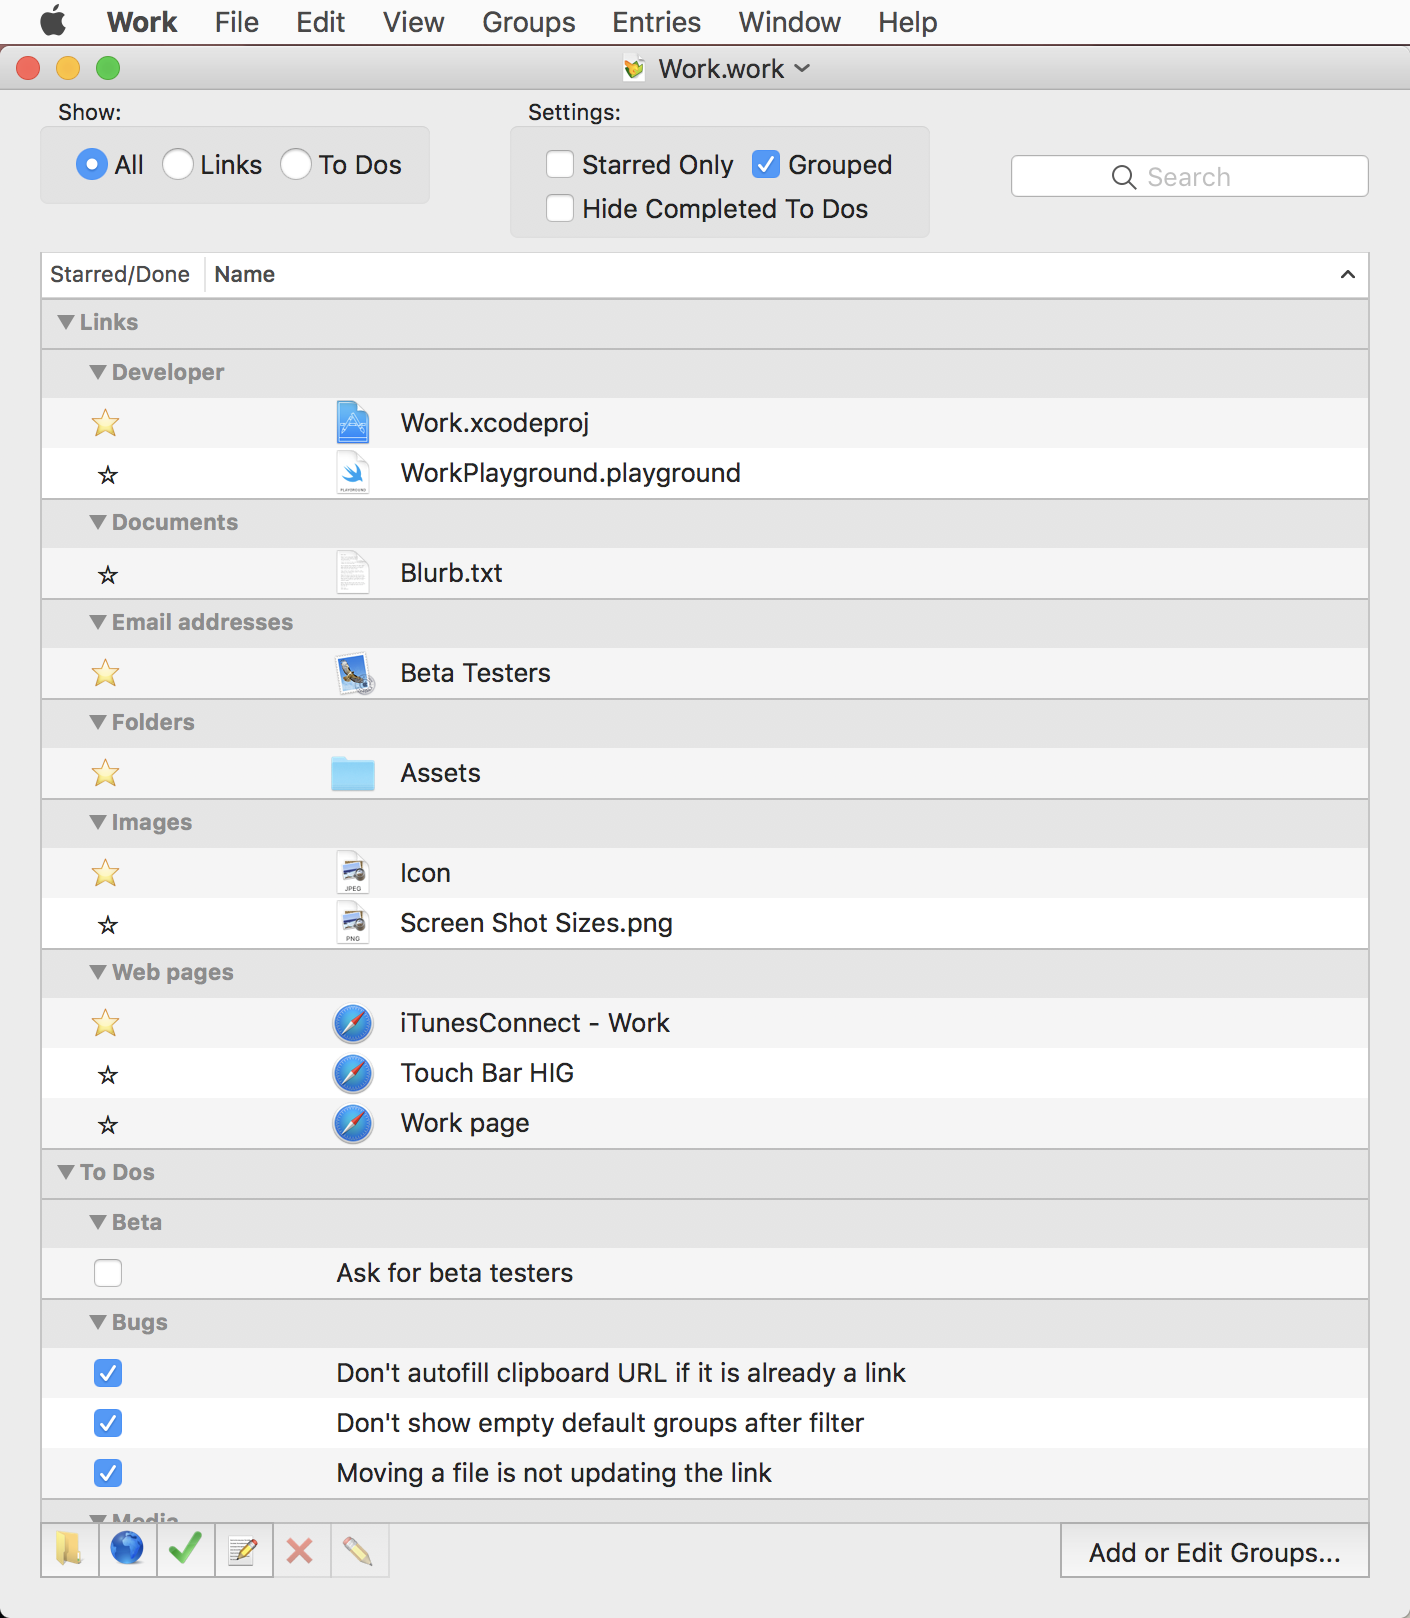 Work File Edit View Groups Entries Window Help
Work.work
Show:
Settings:
All Links To Dos
Starred Only Grouped
Hide Completed To Dos
Search
Starred/Done Name
Links
Developer
Work.xcodeproj
WorkPlayground.playground
Documents
Blurb.txt
Email addresses
Beta Testers
Folders
Assets
Images
JPEG
Icon
PNG
Screen Shot Sizes.png
Web pages
iTunesConnect - Work
Touch Bar HIG
Work page
To Dos
Beta
Ask for beta testers
Bugs
Don't autofill clipboard URL if it is already a link
Don't show empty default groups after filter
Moving a file is not updating the link
Media
Add or Edit Groups...